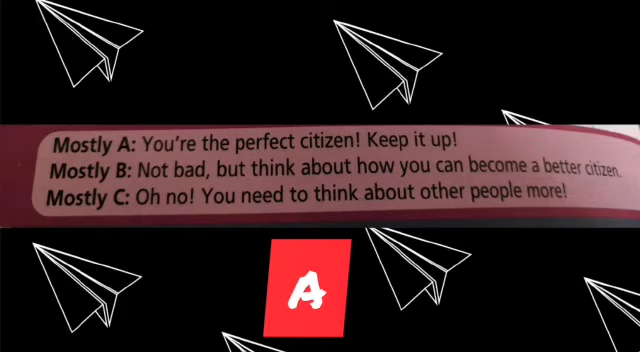 Mostly A: You're the perfect citizen! Keep it up!
Mostly B: Not bad, but think about how you can become a better citizen.
Mostly C: Oh no! You need to think about other people more!
A